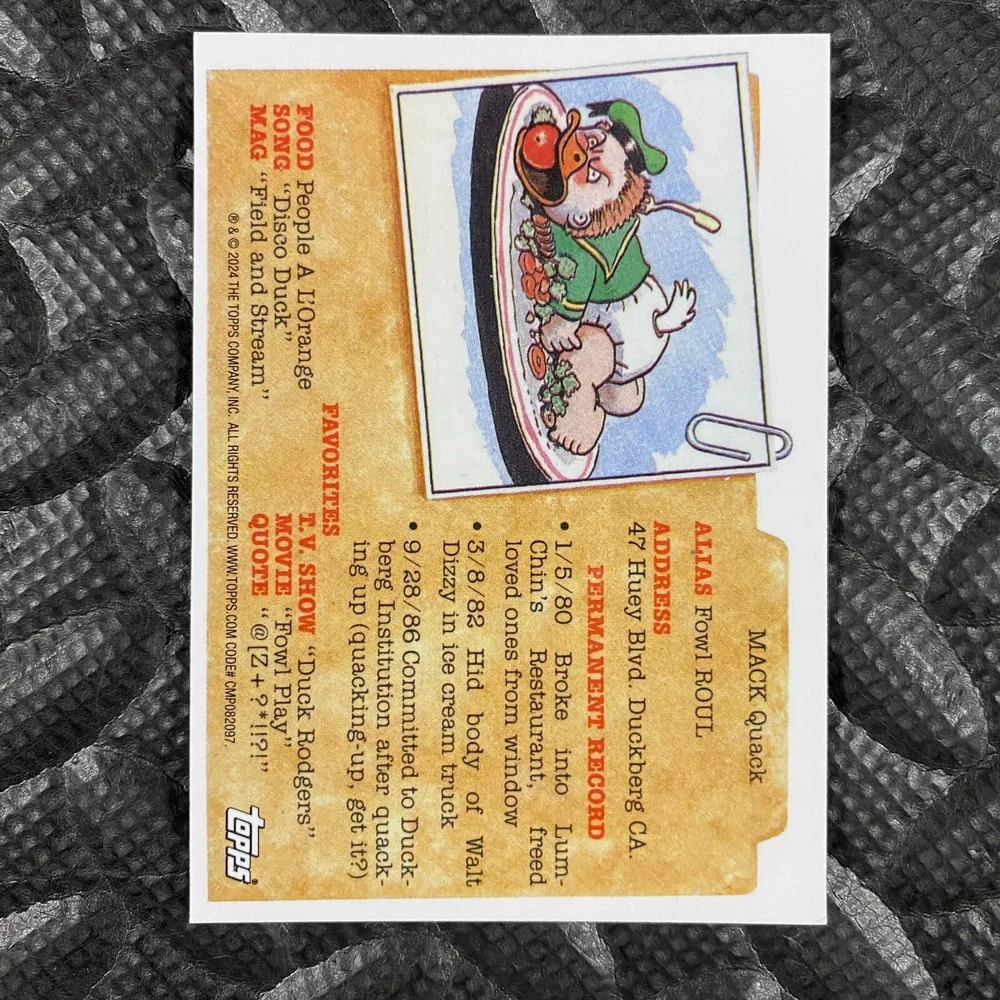 MACK Quack
ALIAS Fowl ROUL
ADDRESS
47 Huey Blvd. Duckberg CA.
PERMANENT RECORD
• 1/5/80 Broke into Lum-
Chin's Restaurant, freed
loved ones from window
• 3/8/82 Hid body of Walt
Dizzy in ice cream truck
• 9/28/86 Committed to Duck-
berg Institution after quack-
ing up (quacking-up, get it?)
FAVORITES
FOOD People A L'Orange
SONG "Disco Duck"
MAG "Field and Stream"
T.V. SHOW "Duck Rodgers"
MOVIE "Fowl Play"
QUOTE "@[Z+?*!!?!"
® & © 2024 THE TOPPS COMPANY, INC. ALL RIGHTS RESERVED. WWW.TOPPS.COM CODE# CMP082097.
topps®